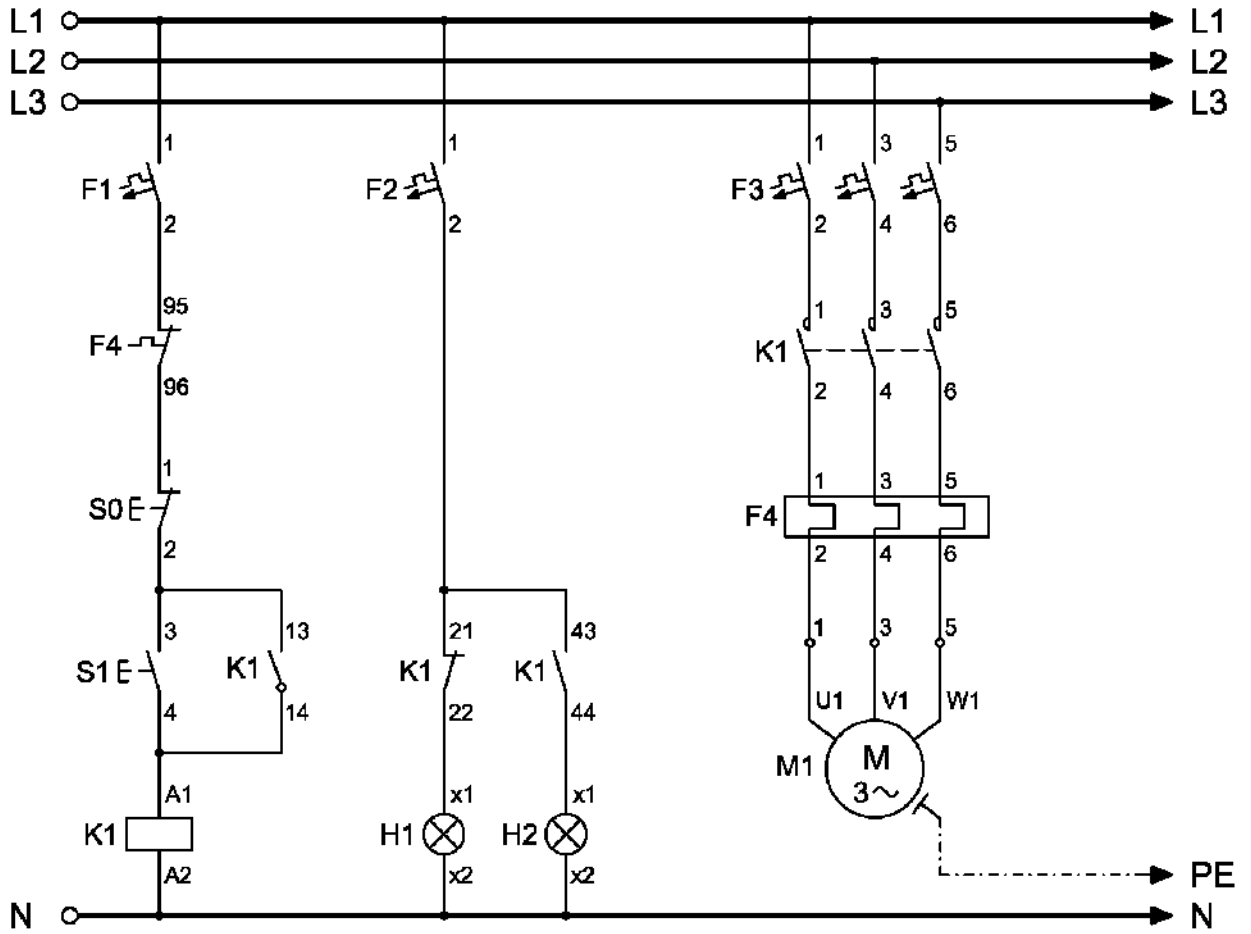 L1 L1
L2 L2
L3 L3
1 1 1 3 5
F1 F2 F3
2 2 2 4 6
95 1 3 5
F4 K1
96 2 4 6
1 1 3 5
S0 F4
2 2 4 6
3 13 21 43 1 3 5
S1 K1 K1 K1
4 14 22 44 U1 V1 W1
M1 M
3~
A1 x1 x1
K1 H1 H2
A2 x2 x2 PE
N N